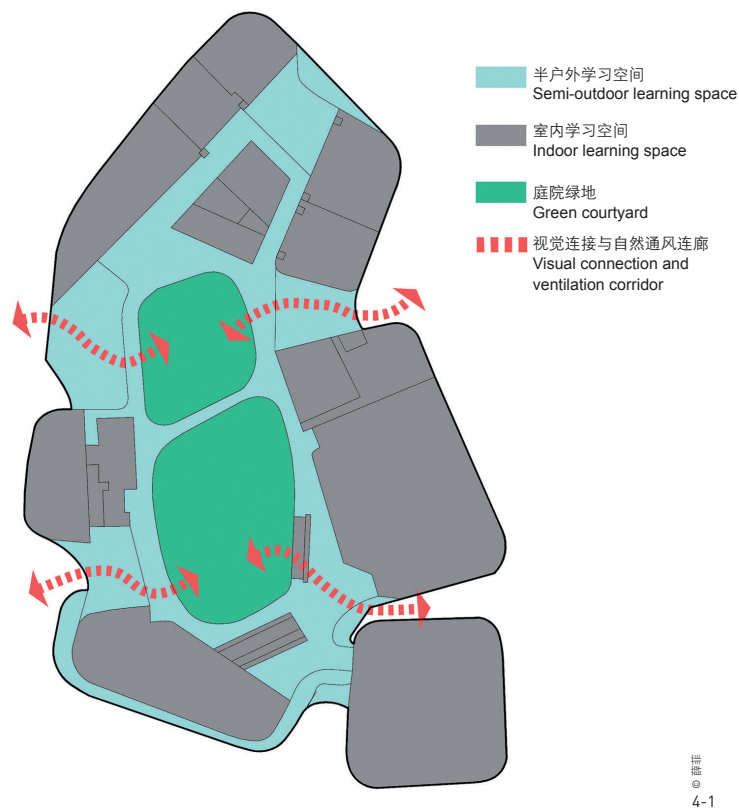 半户外学习空间
Semi-outdoor learning space
室内学习空间
Indoor learning space
庭院绿地
Green courtyard
视觉连接与自然通风连廊
Visual connection and
ventilation corridor
© 薛菲
4-1